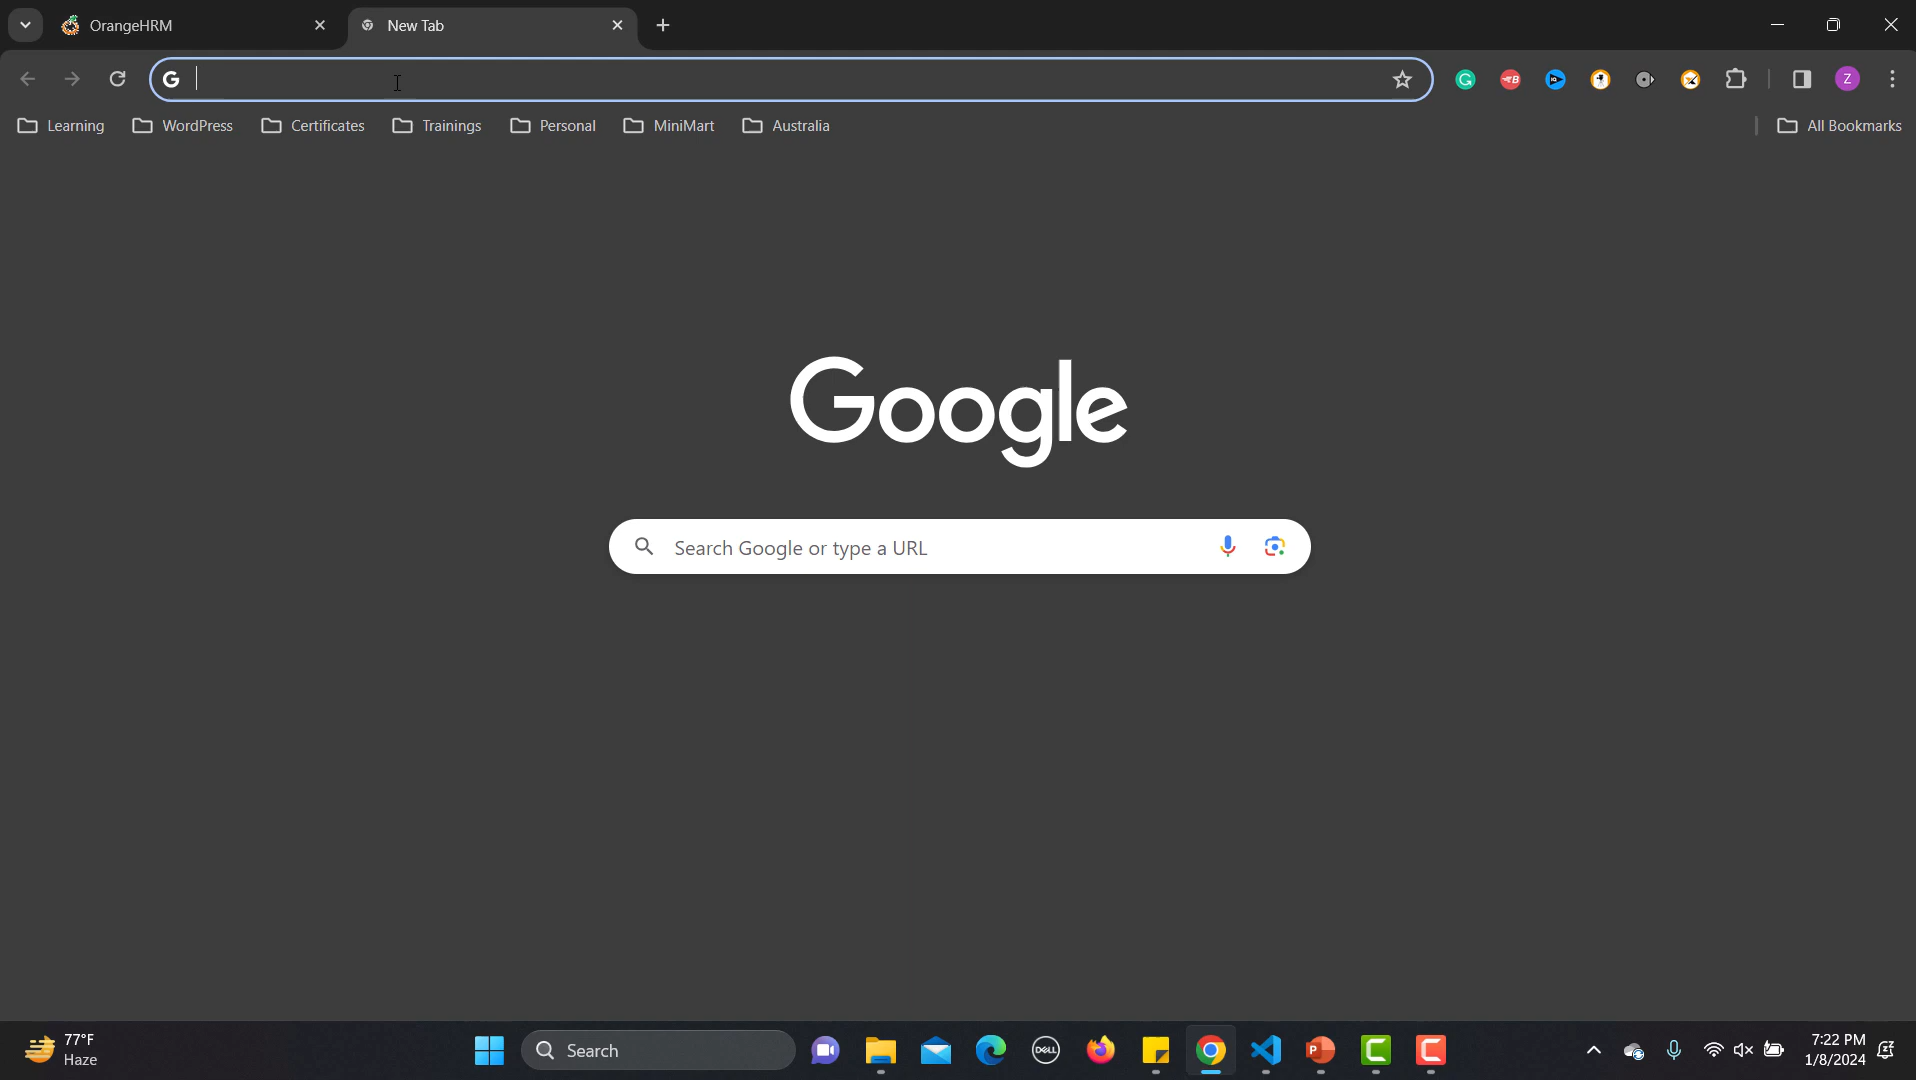 OrangeHRM
New Tab
Learning
WordPress
Certificates
Trainings
Personal
MiniMart
Australia
All Bookmarks
Z
Google
Search Google or type a URL
77°F
Haze
Search
DELL
7:22 PM
1/8/2024